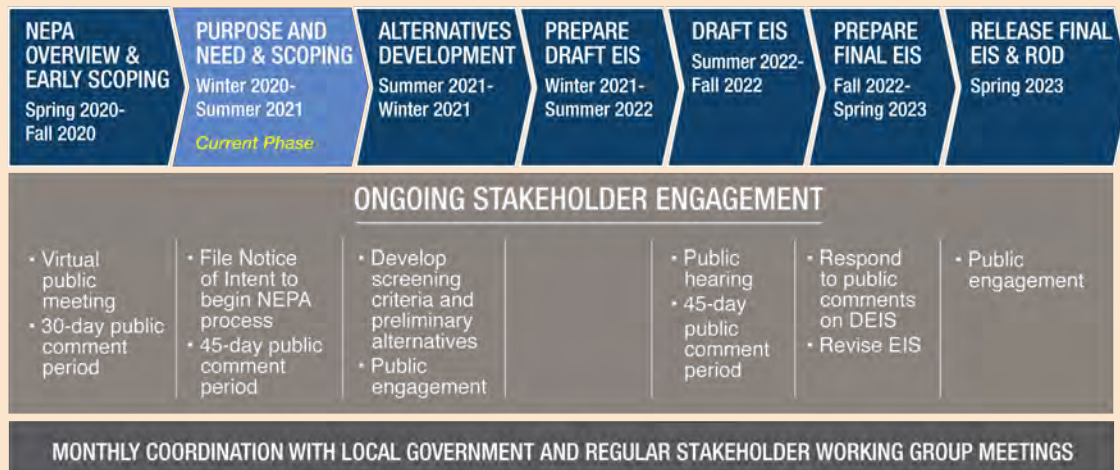 NEPA
OVERVIEW &
EARLY SCOPING
Spring 2020-
Fall 2020
PURPOSE AND
NEED & SCOPING
Winter 2020-
Summer 2021
Current Phase
ALTERNATIVES
DEVELOPMENT
Summer 2021-
Winter 2021
PREPARE
DRAFT EIS
Winter 2021-
Summer 2022
DRAFT EIS
Summer 2022-
Fall 2022
PREPARE
FINAL EIS
Fall 2022-
Spring 2023
RELEASE FINAL
EIS & ROD
Spring 2023
ONGOING STAKEHOLDER ENGAGEMENT
• Virtual
public
meeting
• 30-day public
comment
period
• File Notice
of Intent to
begin NEPA
process
• 45-day public
comment
period
• Develop
screening
criteria and
preliminary
alternatives
• Public
engagement
• Public
hearing
• 45-day
public
comment
period
• Respond
to public
comments
on DEIS
• Revise EIS
• Public
engagement
MONTHLY COORDINATION WITH LOCAL GOVERNMENT AND REGULAR STAKEHOLDER WORKING GROUP MEETINGS